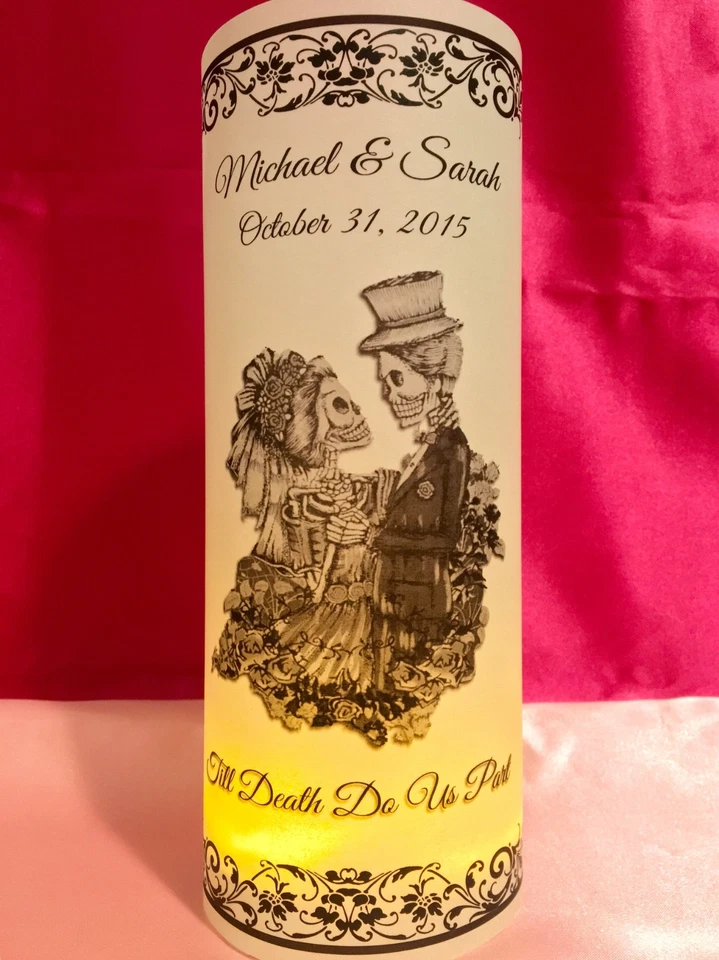 Michael & Sarah
October 31, 2015
Till Death Do Us Part